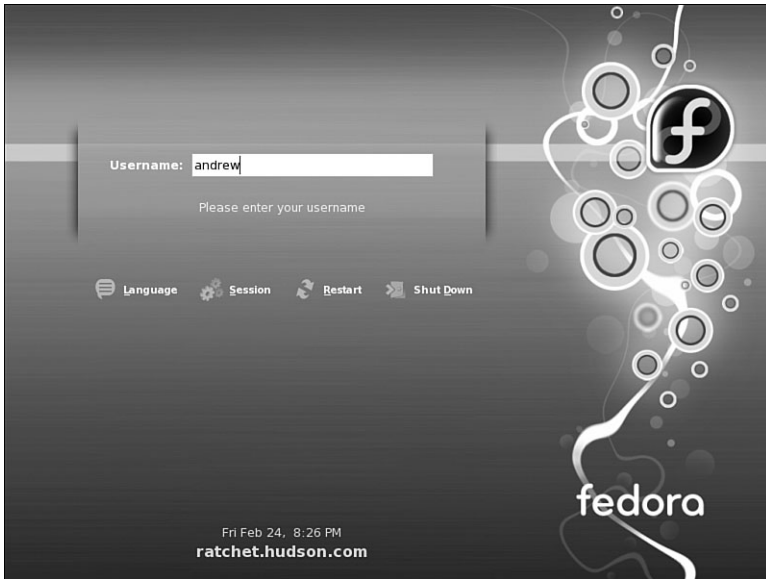 Username: andrew
Please enter your username
Language Session Restart Shut Down
fedora
Fri Feb 24, 8:26 PM
ratchet.hudson.com